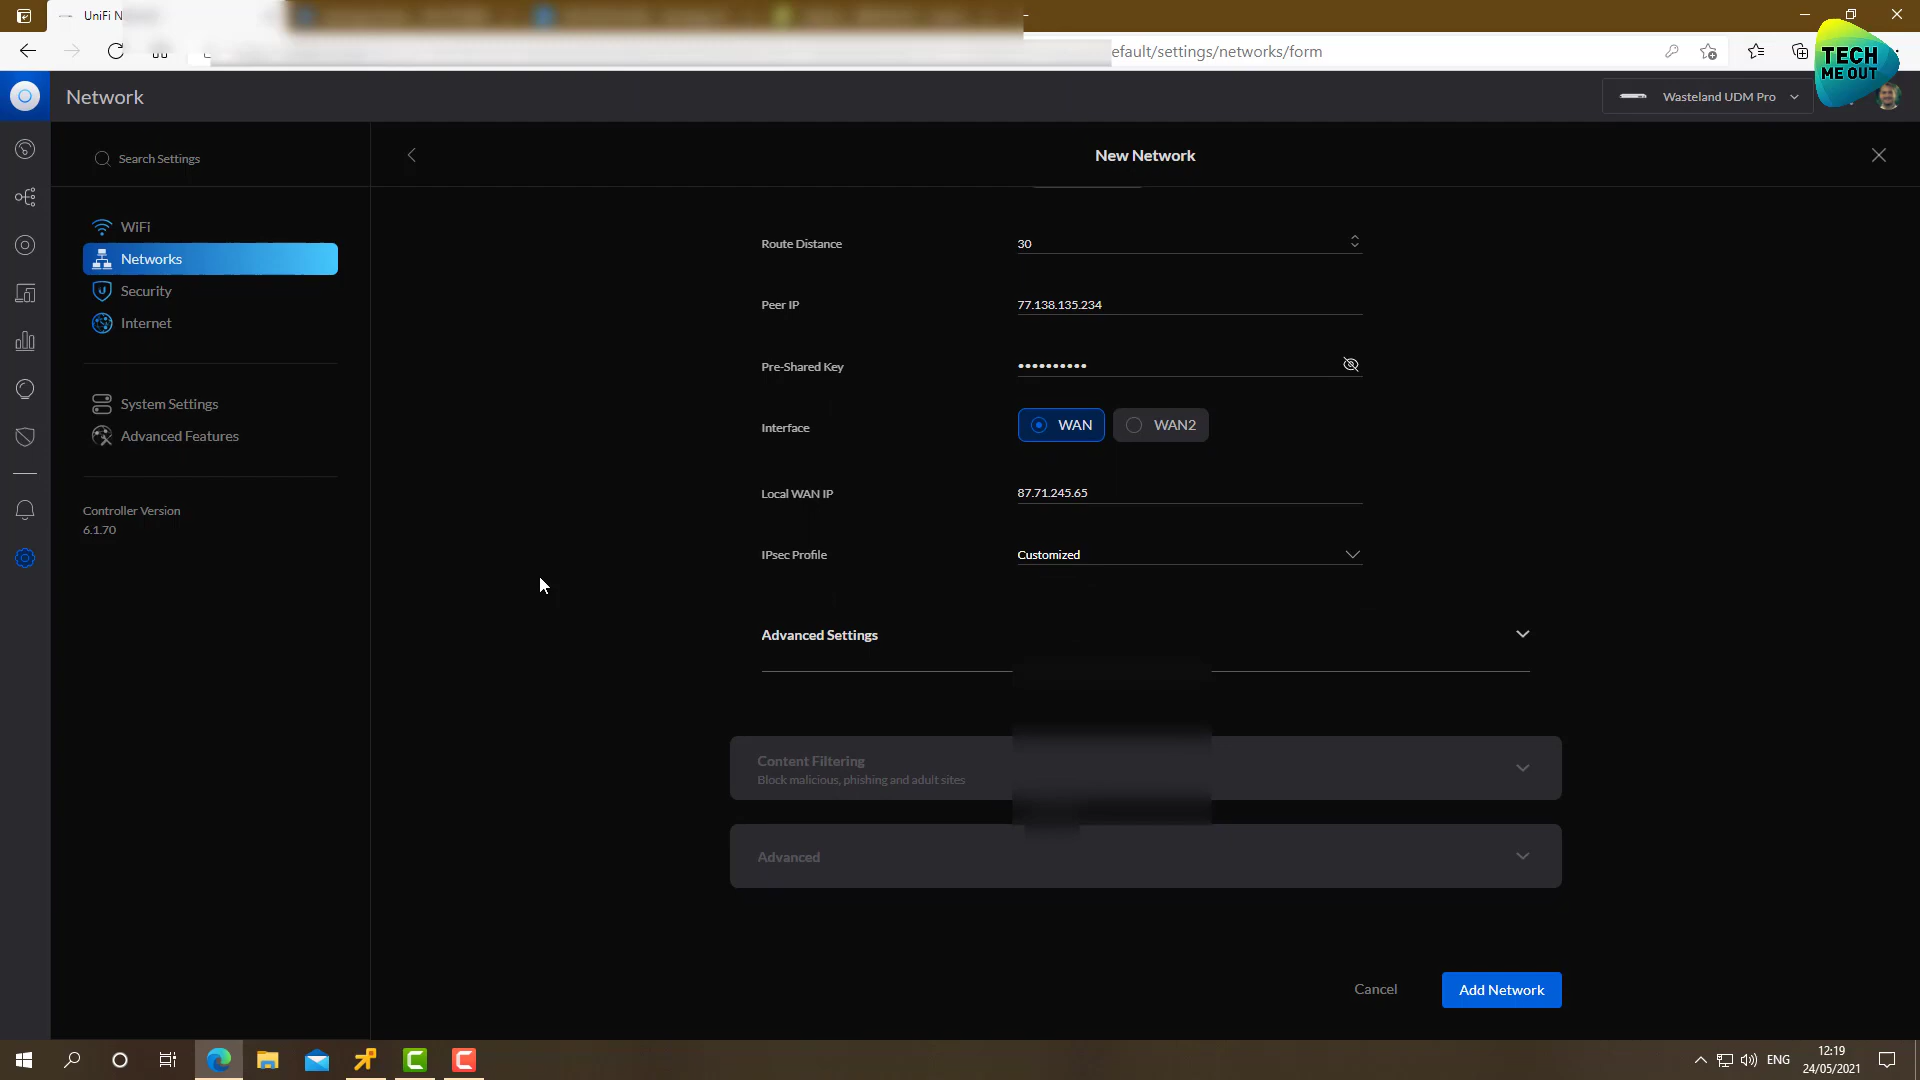 UniFi N
efault/settings/networks/form
TECH
ME OUT
Network
Wasteland UDM Pro
Search Settings
New Network
WiFi
Networks
Security
Internet
System Settings
Advanced Features
Controller Version
6.1.70
Route Distance
30
Peer IP
77.138.135.234
Pre-Shared Key
••••••••••
Interface
WAN
WAN2
Local WAN IP
87.71.245.65
IPsec Profile
Customized
Advanced Settings
Content Filtering
Block malicious, phishing and adult sites
Advanced
Cancel
Add Network
ENG
12:19
24/05/2021